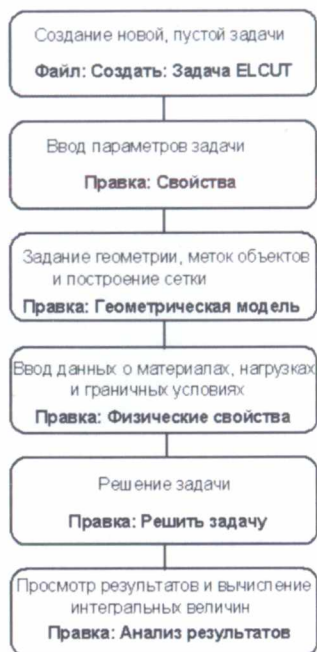 Создание новой, пустой задачи
Файл: Создать: Задача ELCUT
Ввод параметров задачи
Правка: Свойства
Задание геометрии, меток объектов
и построение сетки
Правка: Геометрическая модель
Ввод данных о материалах, нагрузках
и граничных условиях
Правка: Физические свойства
Решение задачи
Правка: Решить задачу
Просмотр результатов и вычисление
интегральных величин
Правка: Анализ результатов